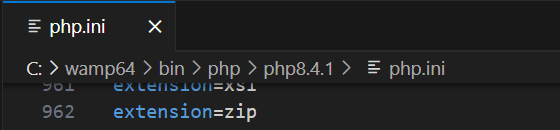 php.ini ×
C: > wamp64 > bin > php > php8.4.1 > php.ini
961 extension=xsl
962 extension=zip